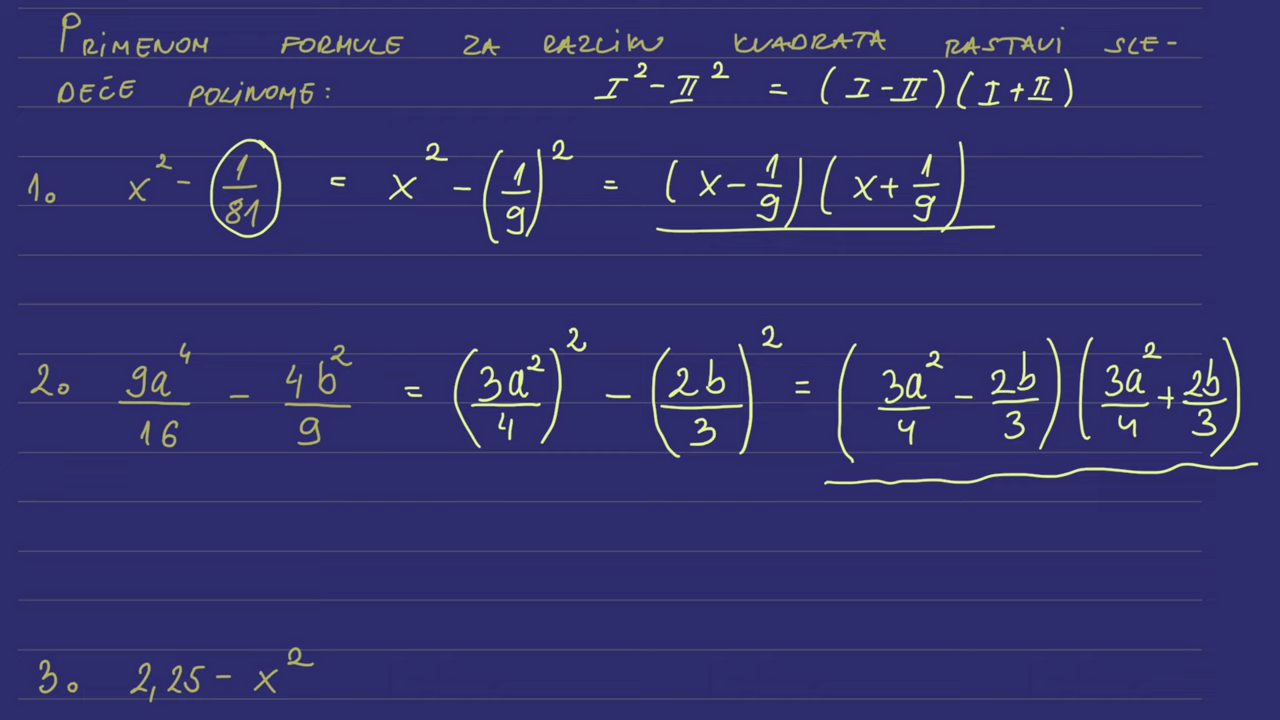 PRIMENOM FORMULE ZA RAZLIKU KVADRATA RASTAVI SLE-
DEĆE POLINOME: I² - II² = (I - II)(I + II)
1. x² - 1/81 = x² - (1/9)² = (x - 1/9)(x + 1/9)
2. 9a⁴/16 - 4b²/9 = (3a²/4)² - (2b/3)² = (3a²/4 - 2b/3)(3a²/4 + 2b/3)
3. 2,25 - x²